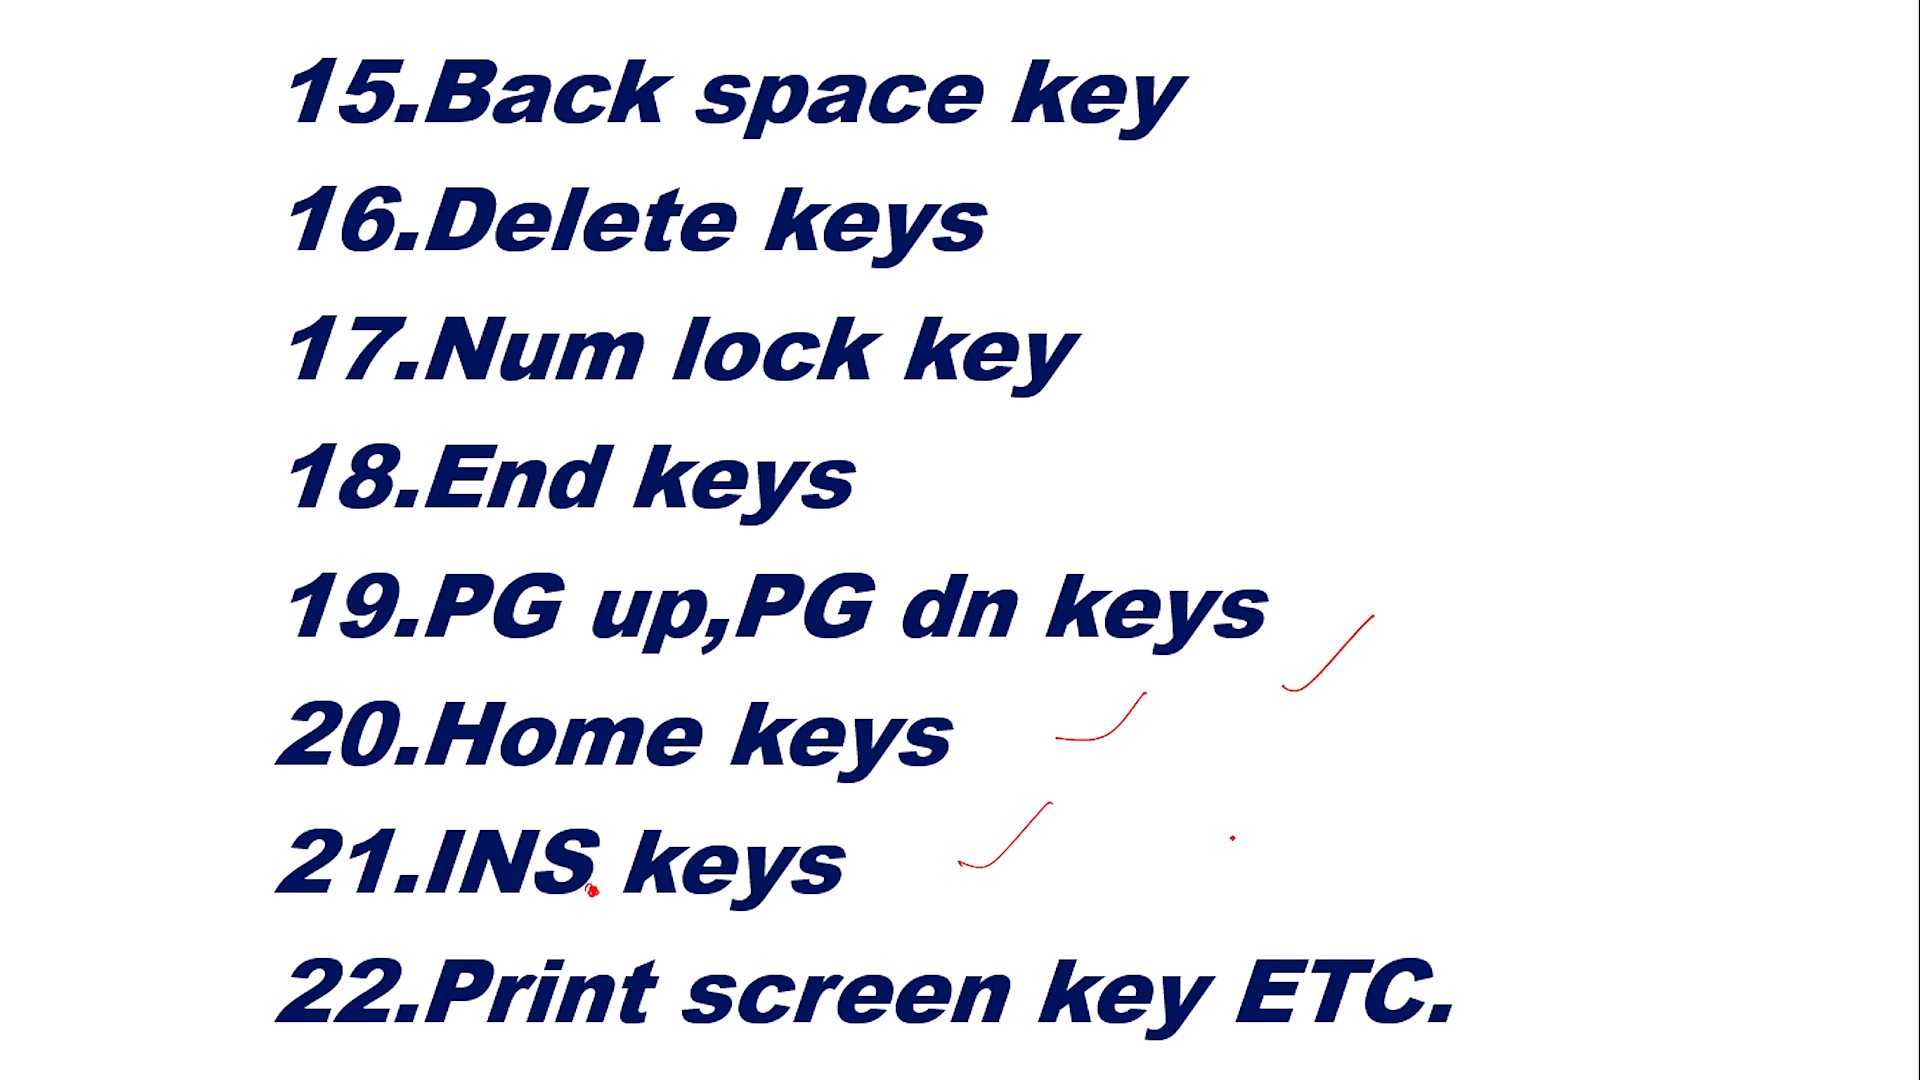 15.Back space key
16.Delete keys
17.Num lock key
18.End keys
19.PG up,PG dn keys
20.Home keys
21.INS keys
22.Print screen key ETC.